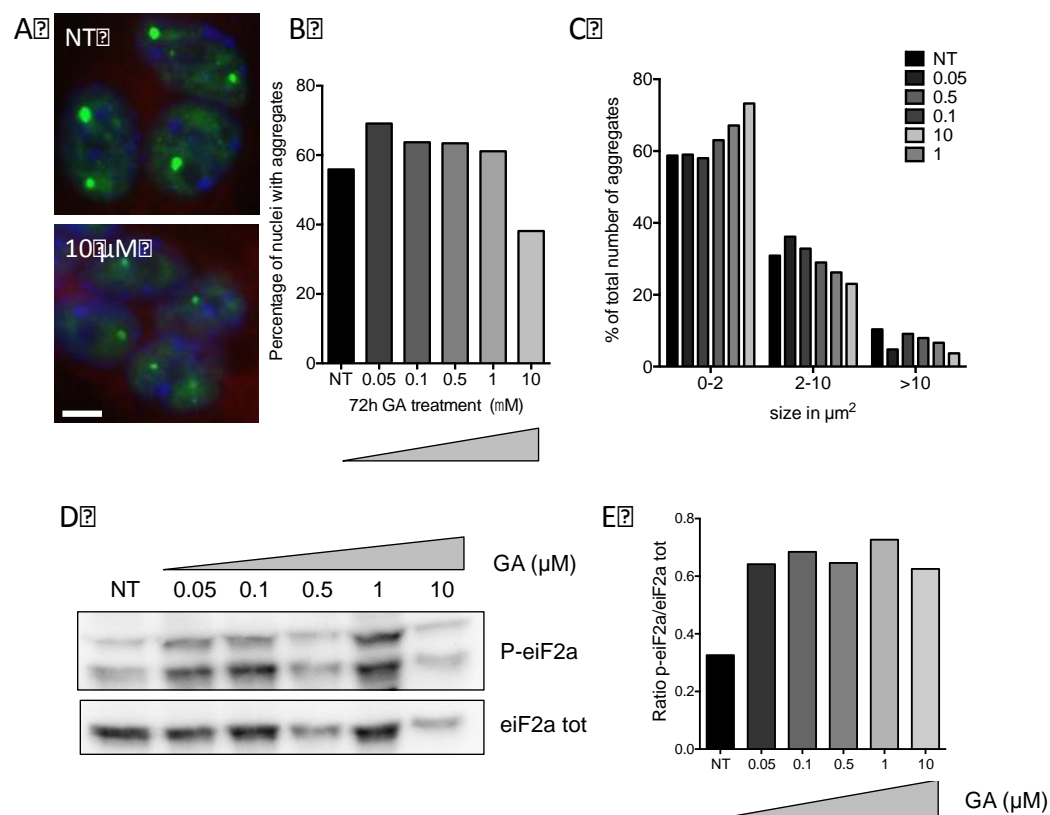 A�
NT�
10�µM�
B�
Percentage of nuclei with aggregates
80
60
40
20
0
NT 0.05 0.1 0.5 1 10
72h GA treatment (mM)
C�
% of total number of aggregates
80
60
40
20
0
0-2 2-10 >10
size in µm²
NT
0.05
0.5
0.1
10
1
D�
GA (µM)
NT 0.05 0.1 0.5 1 10
P-eiF2a
eiF2a tot
E�
Ratio p-eiF2a/eiF2a tot
0.8
0.6
0.4
0.2
0.0
NT 0.05 0.1 0.5 1 10
GA (µM)